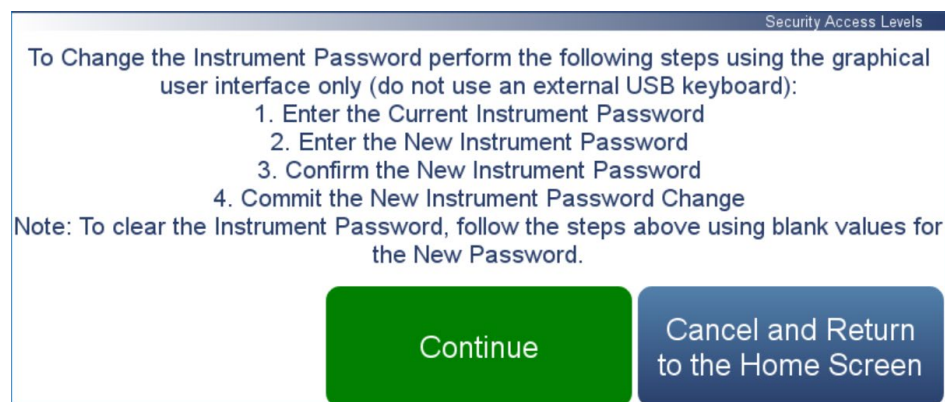 Security Access Levels
To Change the Instrument Password perform the following steps using the graphical
user interface only (do not use an external USB keyboard):
1. Enter the Current Instrument Password
2. Enter the New Instrument Password
3. Confirm the New Instrument Password
4. Commit the New Instrument Password Change
Note: To clear the Instrument Password, follow the steps above using blank values for
the New Password.
Continue
Cancel and Return
to the Home Screen